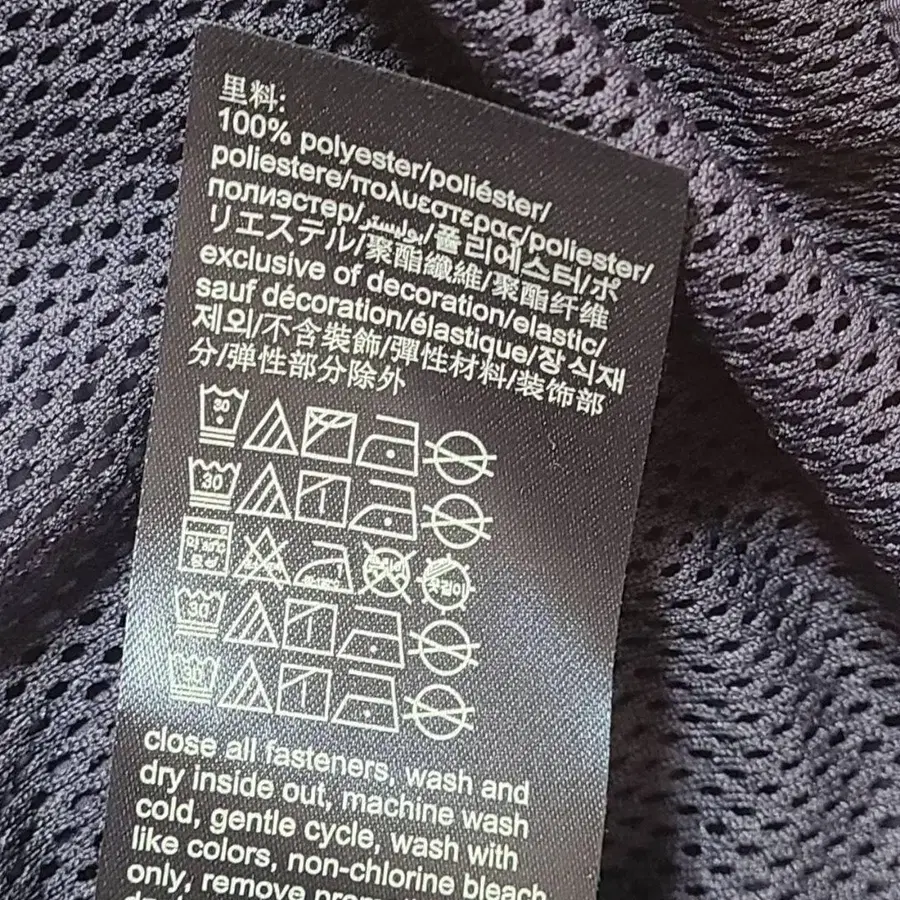 里料:
100% polyester/poliéster/
poliestere/πολυεστερας/poliester/
полиэстер/بوليستر/폴리에스터/ポ
リエステル/聚酯纖維/聚酯纤维
exclusive of decoration/elastic/
sauf décoration/élastique/장식재
제외/不含裝飾/彈性材料/装饰部
分/弹性部分除外
30
30
30
30
close all fasteners, wash and
dry inside out, machine wash
cold, gentle cycle, wash with
like colors, non-chlorine bleach
only, remove